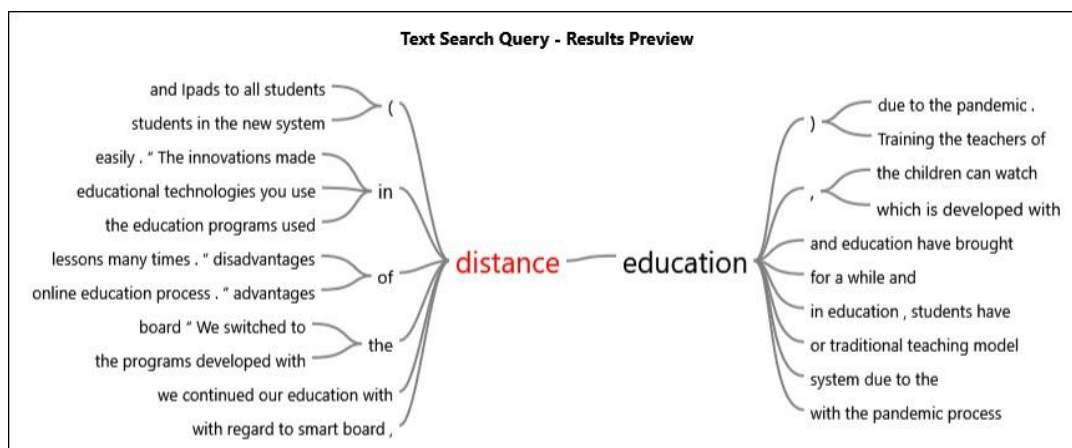 Text Search Query - Results Preview
and Ipads to all students
students in the new system
(
easily . " The innovations made
educational technologies you use
the education programs used
in
lessons many times . " disadvantages
online education process . " advantages
of
board " We switched to
the programs developed with
the
we continued our education with
with regard to smart board ,
distance
education
)
due to the pandemic .
Training the teachers of
,
the children can watch
which is developed with
and education have brought
for a while and
in education , students have
or traditional teaching model
system due to the
with the pandemic process